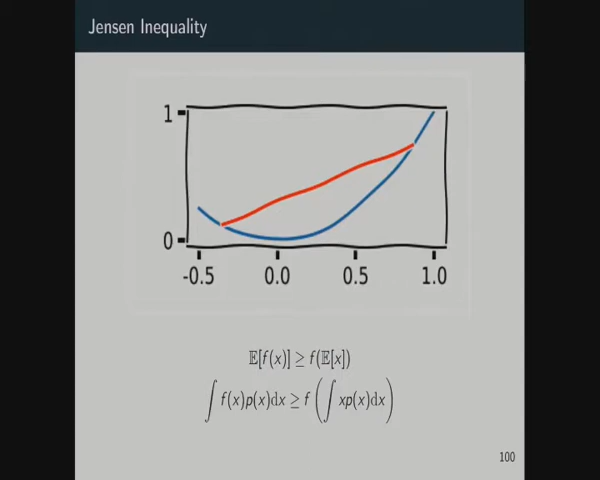 Jensen Inequality
1
0
-0.5 0.0 0.5 1.0
𝔼[f(x)] ≥ f(𝔼[x])
∫ f(x)p(x)dx ≥ f (∫ xp(x)dx)
100